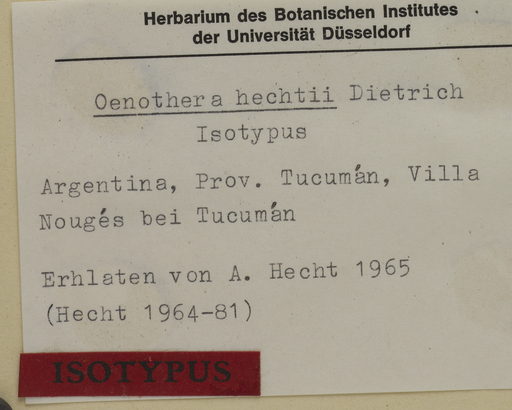 Herbarium des Botanischen Institutes
der Universität Düsseldorf
Oenothera hechtii Dietrich
Isotypus
Argentina, Prov. Tucumán, Villa
Nougés bei Tucumán
Erhlaten von A. Hecht 1965
(Hecht 1964-81)
ISOTYPUS